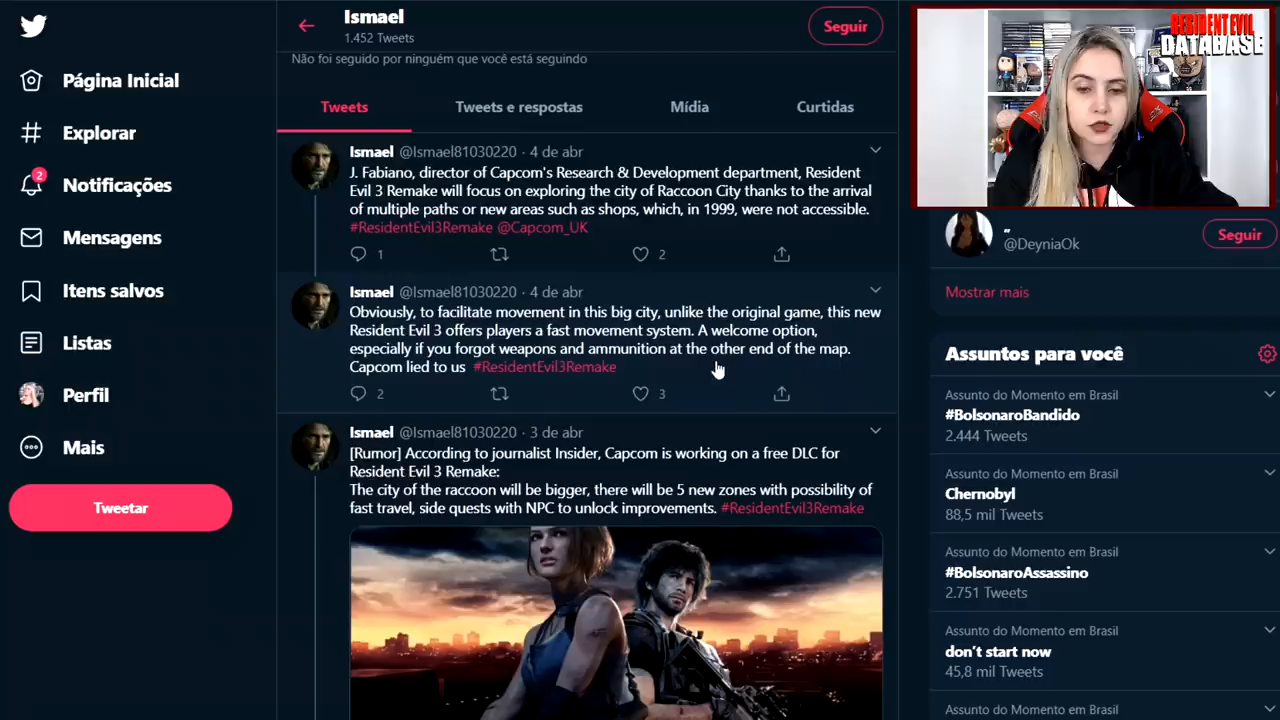 Página Inicial
Explorar
2
Notificações
Mensagens
Itens salvos
Listas
Perfil
Mais
Tweetar
Ismael
1.452 Tweets
Seguir
Não foi seguido por ninguém que você está seguindo
Tweets
Tweets e respostas
Mídia
Curtidas
Ismael @Ismael81030220 · 4 de abr
J. Fabiano, director of Capcom's Research & Development department, Resident
Evil 3 Remake will focus on exploring the city of Raccoon City thanks to the arrival
of multiple paths or new areas such as shops, which, in 1999, were not accessible.
#ResidentEvil3Remake @Capcom_UK
1
2
Ismael @Ismael81030220 · 4 de abr
Obviously, to facilitate movement in this big city, unlike the original game, this new
Resident Evil 3 offers players a fast movement system. A welcome option,
especially if you forgot weapons and ammunition at the other end of the map.
Capcom lied to us #ResidentEvil3Remake
2
3
Ismael @Ismael81030220 · 3 de abr
[Rumor] According to journalist Insider, Capcom is working on a free DLC for
Resident Evil 3 Remake:
The city of the raccoon will be bigger, there will be 5 new zones with possibility of
fast travel, side quests with NPC to unlock improvements. #ResidentEvil3Remake
RESIDENT EVIL
DATABASE
@DeyniaOk
Seguir
Mostrar mais
Assuntos para você
Assunto do Momento em Brasil
#BolsonaroBandido
2.444 Tweets
Assunto do Momento em Brasil
Chernobyl
88,5 mil Tweets
Assunto do Momento em Brasil
#BolsonaroAssassino
2.751 Tweets
Assunto do Momento em Brasil
don't start now
45,8 mil Tweets
Assunto do Momento em Brasil